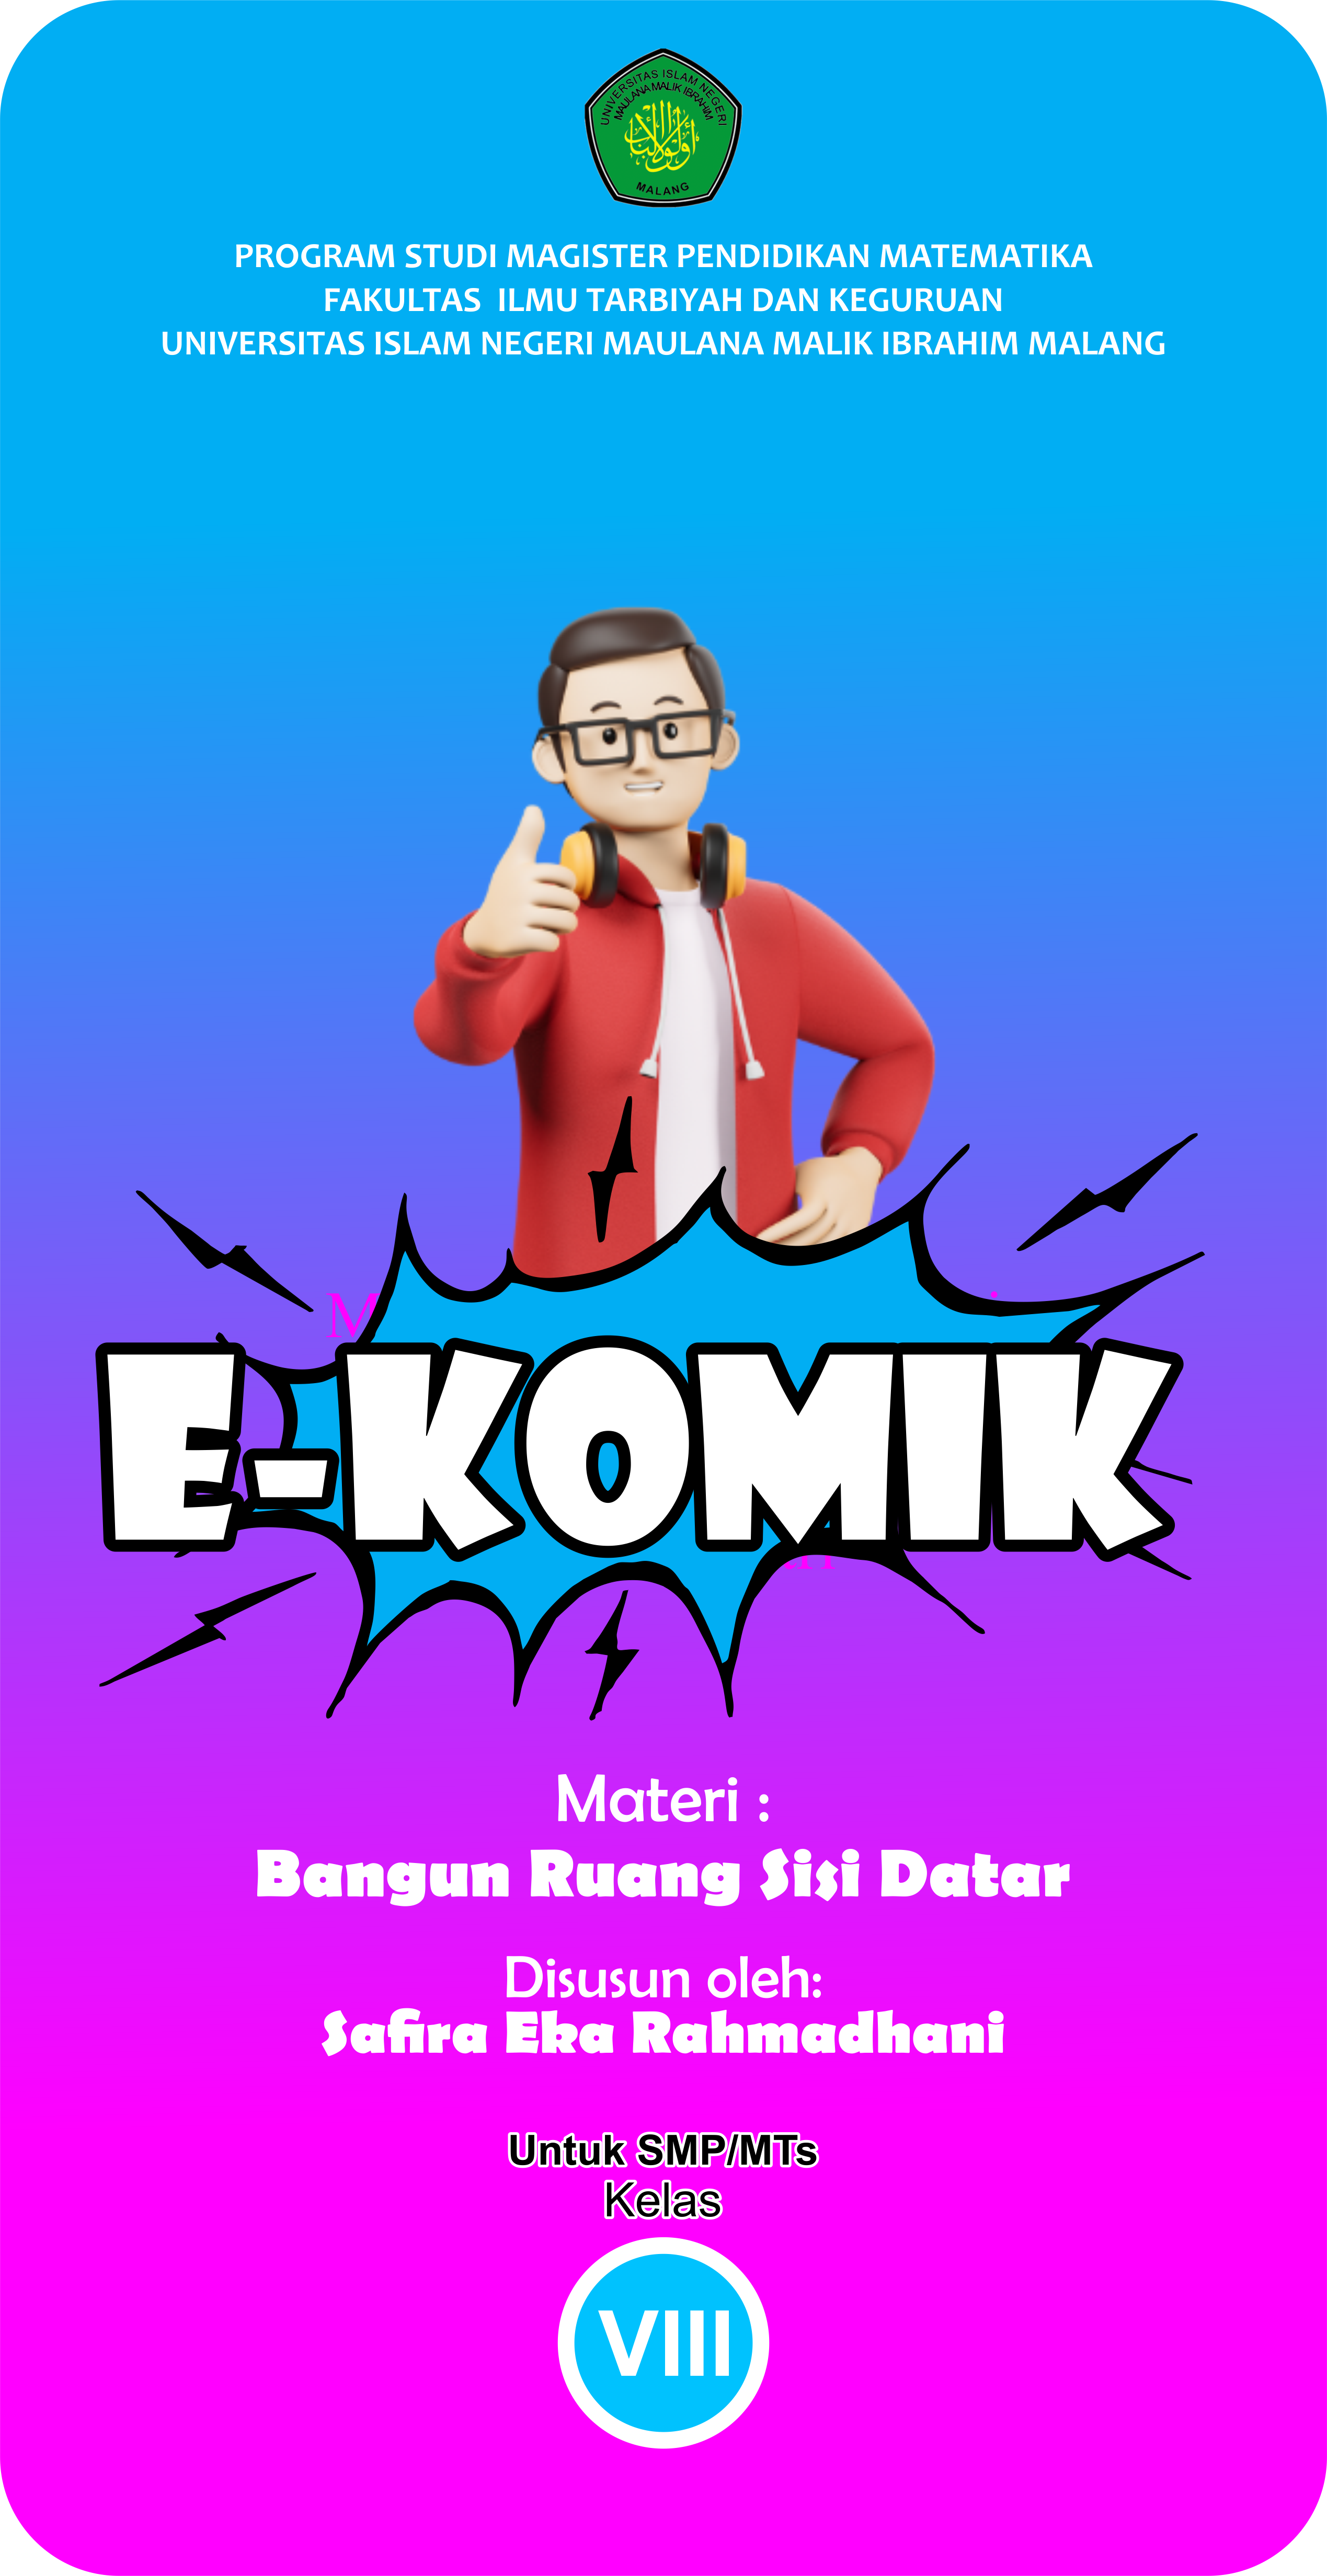 UNIVERSITAS ISLAM NEGERI
MAULANA MALIK IBRAHIM
MALANG
PROGRAM STUDI MAGISTER PENDIDIKAN MATEMATIKA
FAKULTAS ILMU TARBIYAH DAN KEGURUAN
UNIVERSITAS ISLAM NEGERI MAULANA MALIK IBRAHIM MALANG
E-KOMIK
Materi :
Bangun Ruang Sisi Datar
Disusun oleh:
Safira Eka Rahmadhani
Untuk SMP/MTs
Kelas
VIII